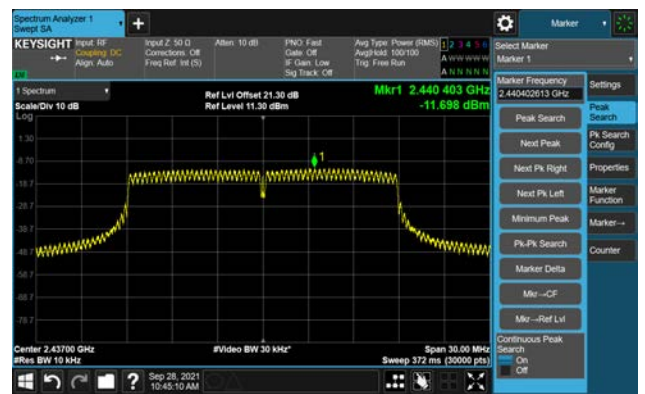 Spectrum Analyzer 1
Swept SA
+
Marker
KEYSIGHT
Input: RF
Coupling: DC
Align: Auto
Input Z: 50 Ω
Corrections: Off
Freq Ref: Int (S)
Atten: 10 dB
PNO: Fast
Gate: Off
IF Gain: Low
Sig Track: Off
Avg Type: Power (RMS)
Avg|Hold: 100/100
Trig: Free Run
1 2 3 4 5 6
A W W W W W
A N N N N N
Select Marker
Marker 1
1 Spectrum
Ref Lvl Offset 21.30 dB
Mkr1 2.440 403 GHz
Scale/Div 10 dB
Ref Level 11.30 dBm
-11.698 dBm
Log
1.30
-8.70
-18.7
-28.7
-38.7
-48.7
-58.7
-68.7
-78.7
1
Center 2.43700 GHz
#Video BW 30 kHz*
Span 30.00 MHz
#Res BW 10 kHz
Sweep 372 ms (30000 pts)
Marker Frequency
2.440402613 GHz
Peak Search
Next Peak
Next Pk Right
Next Pk Left
Minimum Peak
Pk-Pk Search
Marker Delta
Mkr→CF
Mkr→Ref Lvl
Continuous Peak
Search
On
Off
Settings
Peak
Search
Pk Search
Config
Properties
Marker
Function
Marker→
Counter
?
Sep 28, 2021
10:45:10 AM